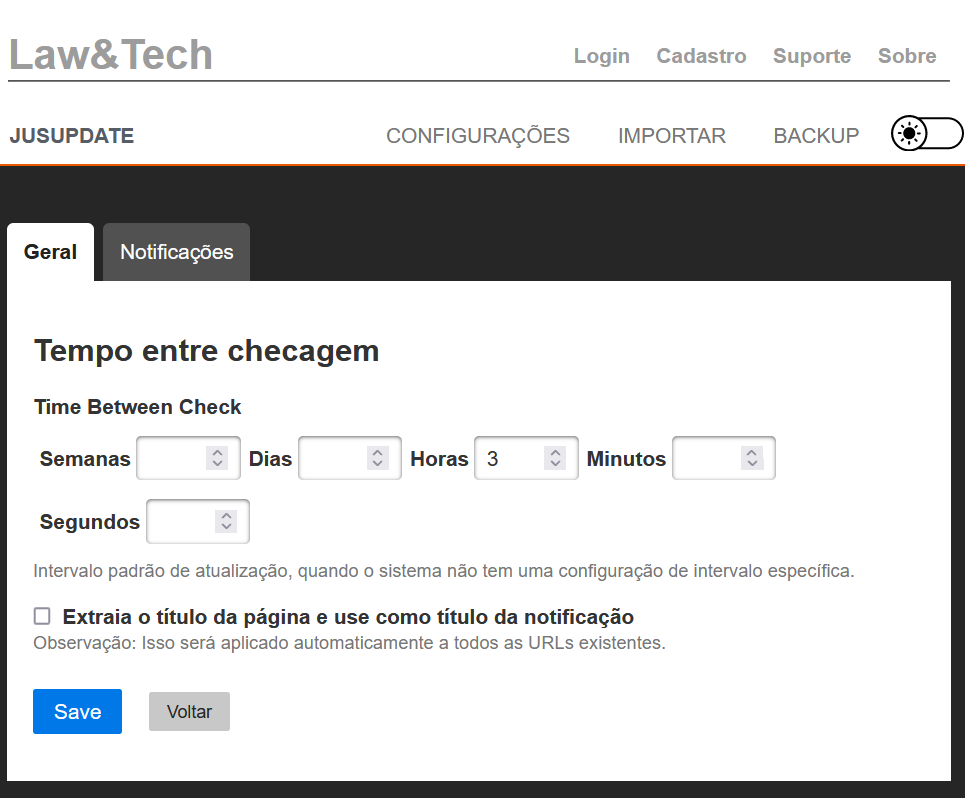 Law&Tech Login Cadastro Suporte Sobre
JUSUPDATE CONFIGURAÇÕES IMPORTAR BACKUP
Geral Notificações
Tempo entre checagem
Time Between Check
Semanas Dias Horas 3 Minutos
Segundos
Intervalo padrão de atualização, quando o sistema não tem uma configuração de intervalo específica.
Extraia o título da página e use como título da notificação
Observação: Isso será aplicado automaticamente a todos as URLs existentes.
Save Voltar